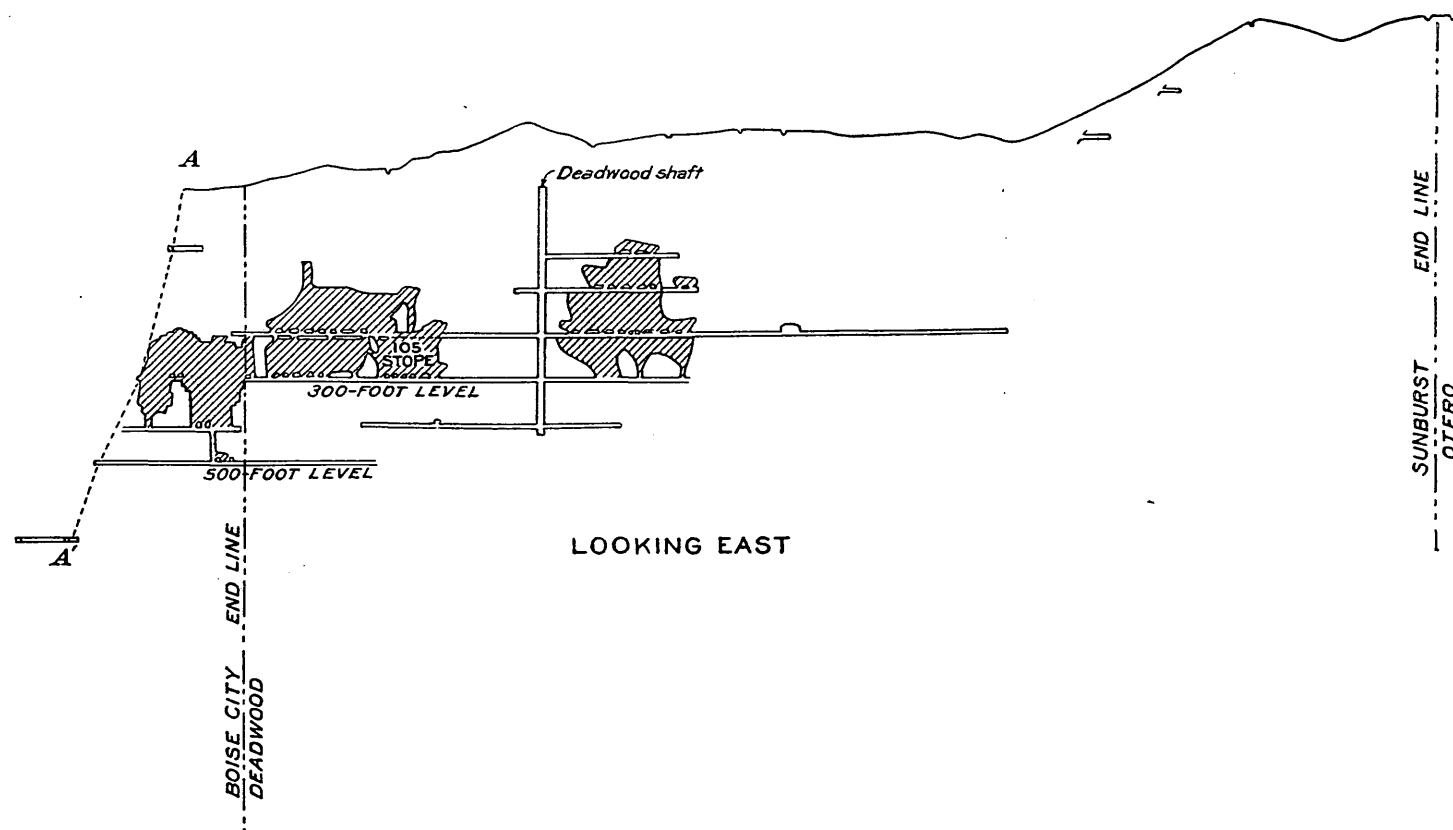 A
Deadwood shaft
105
STOPE
300-FOOT LEVEL
500-FOOT LEVEL
A'
LOOKING EAST
BOISE CITY END LINE
DEADWOOD
SUNBURST END LINE
OTERO